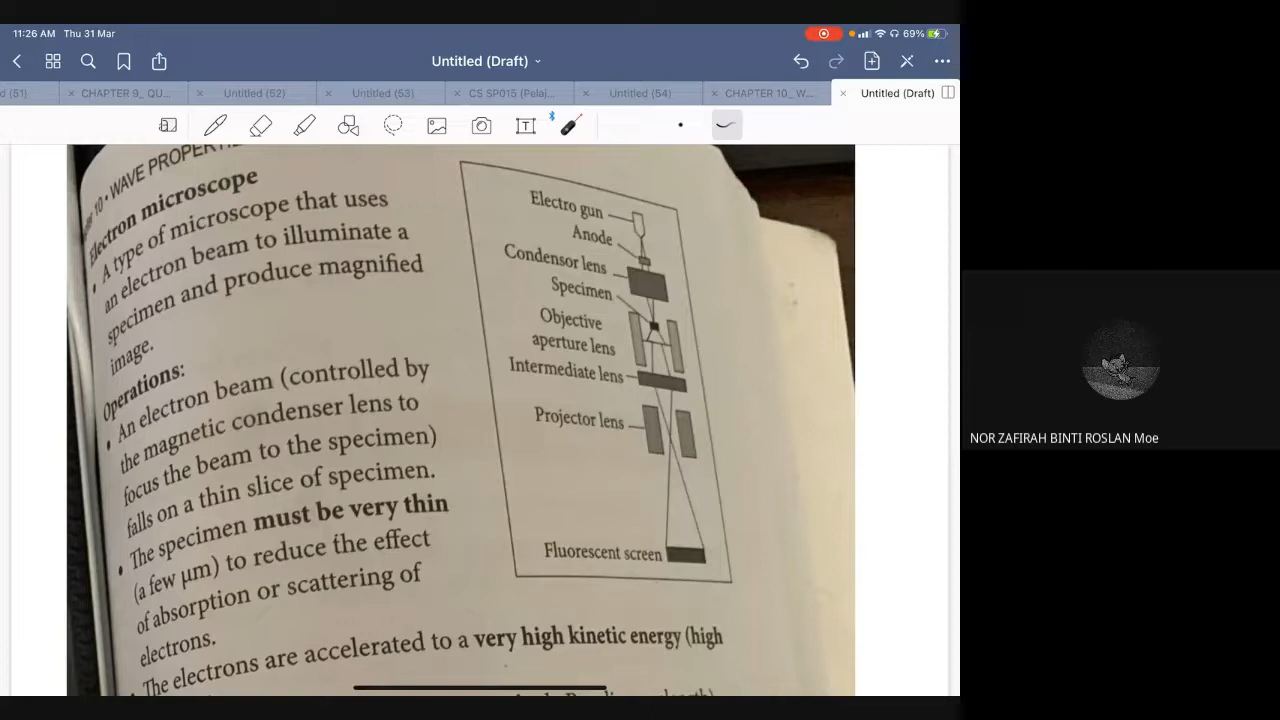 11:26 AM Thu 31 Mar
69%
Untitled (Draft)
d (51)
CHAPTER 9_ QU...
Untitled (52)
Untitled (53)
CS SP015 (Pelaj...
Untitled (54)
CHAPTER 10_ W...
Untitled (Draft)
10 • WAVE PROPERTIE
Electron microscope
• A type of microscope that uses
an electron beam to illuminate a
specimen and produce magnified
image.
Operations:
• An electron beam (controlled by
the magnetic condenser lens to
focus the beam to the specimen)
falls on a thin slice of specimen.
• The specimen must be very thin
(a few μm) to reduce the effect
of absorption or scattering of
electrons.
• The electrons are accelerated to a very high kinetic energy (high
Electro gun
Anode
Condensor lens
Specimen
Objective
aperture lens
Intermediate lens
Projector lens
Fluorescent screen
NOR ZAFIRAH BINTI ROSLAN Moe